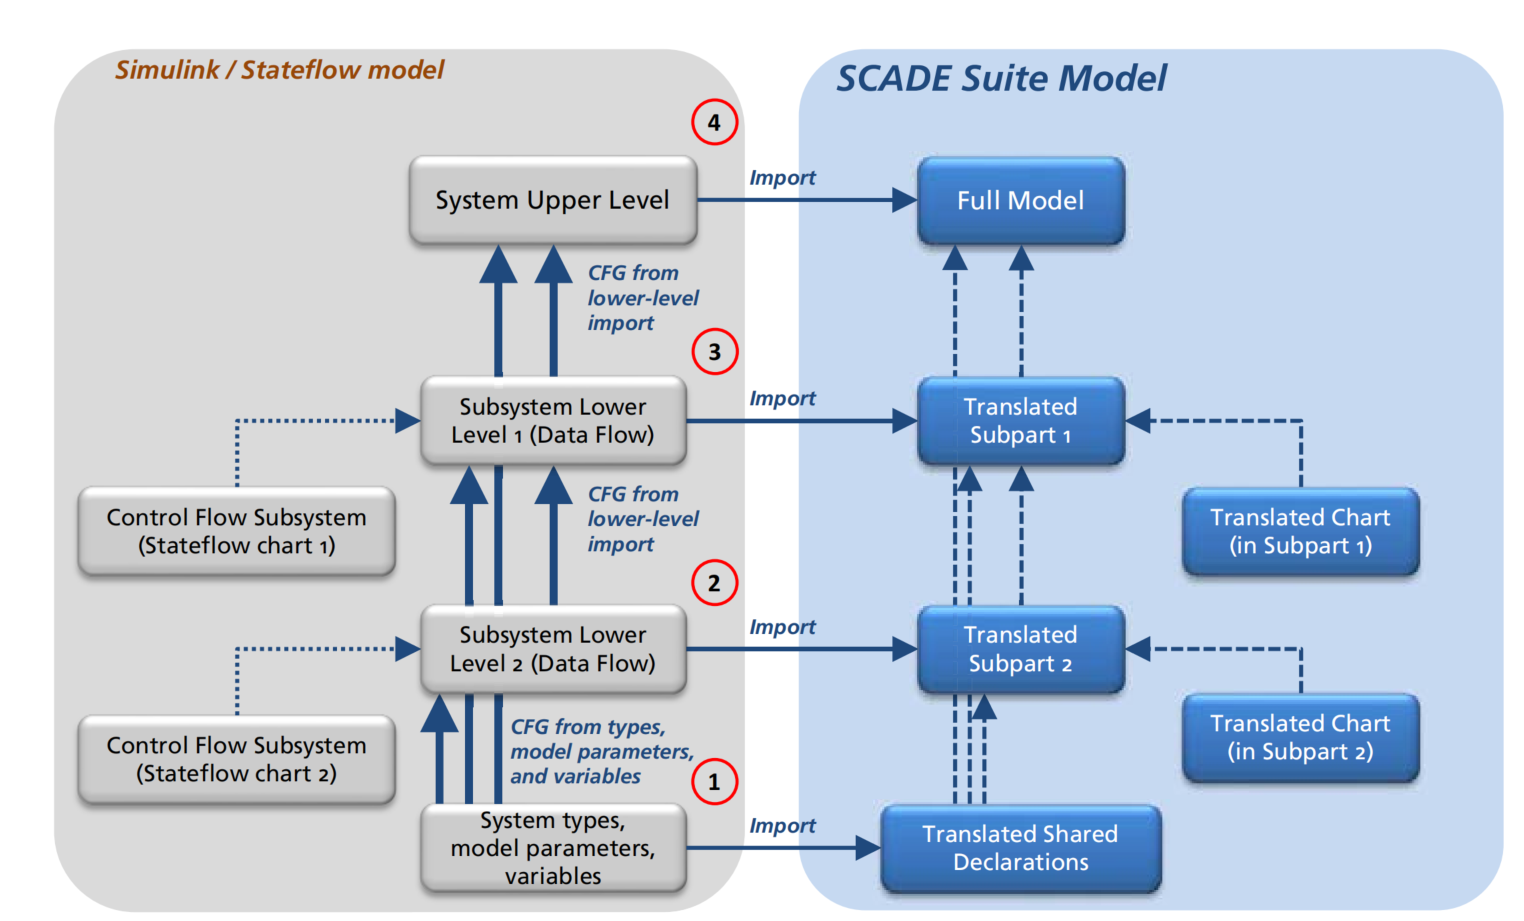 Simulink / Stateflow model
SCADE Suite Model
4
System Upper Level
Import
Full Model
CFG from
lower-level
import
3
Subsystem Lower
Level 1 (Data Flow)
Import
Translated
Subpart 1
Control Flow Subsystem
(Stateflow chart 1)
CFG from
lower-level
import
Translated Chart
(in Subpart 1)
2
Subsystem Lower
Level 2 (Data Flow)
Import
Translated
Subpart 2
Control Flow Subsystem
(Stateflow chart 2)
CFG from types,
model parameters,
and variables
Translated Chart
(in Subpart 2)
1
System types,
model parameters,
variables
Import
Translated Shared
Declarations